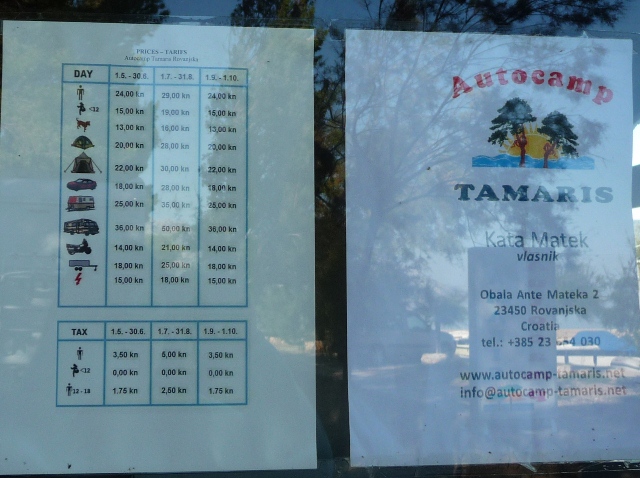 PRICES – TARIFS
Autocamp Tamaris Rovanjska
DAY 1.5. - 30.6. 1.7. - 31.8. 1.9. - 1.10.
24,00 kn 29,00 kn 24,00 kn
<12 15,00 kn 19,00 kn 15,00 kn
13,00 kn 16,00 kn 13,00 kn
20,00 kn 28,00 kn 20,00 kn
22,00 kn 30,00 kn 22,00 kn
18,00 kn 28,00 kn 18,00 kn
25,00 kn 35,00 kn 25,00 kn
36,00 kn 50,00 kn 36,00 kn
14,00 kn 21,00 kn 14,00 kn
18,00 kn 25,00 kn 18,00 kn
15,00 kn 18,00 kn 15,00 kn
TAX 1.5. - 30.6. 1.7. - 31.8. 1.9. - 1.10.
3,50 kn 5,00 kn 3,50 kn
<12 0,00 kn 0,00 kn 0,00 kn
12 - 18 1.75 kn 2,50 kn 1.75 kn
Autocamp
TAMARIS
Kata Matek
vlasnik
Obala Ante Mateka 2
23450 Rovanjska
Croatia
tel.: +385 23 030
www.autocamp-tamaris.net
info@autocamp-tamaris.net